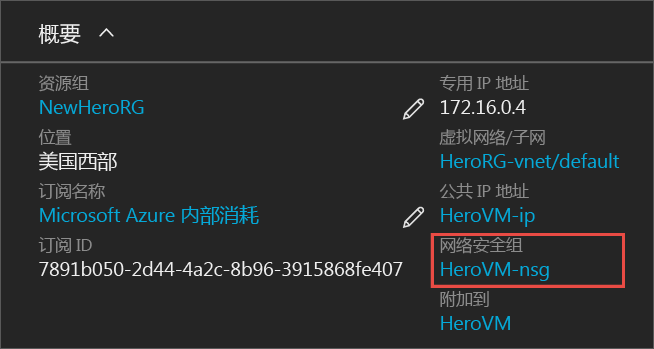 概要
资源组
NewHeroRG
位置
美国西部
订阅名称
Microsoft Azure 内部消耗
订阅 ID
7891b050-2d44-4a2c-8b96-3915868fe407
专用 IP 地址
172.16.0.4
虚拟网络/子网
HeroRG-vnet/default
公共 IP 地址
HeroVM-ip
网络安全组
HeroVM-nsg
附加到
HeroVM